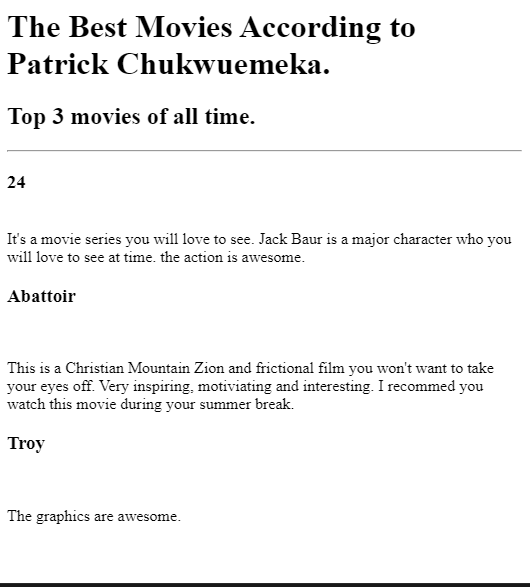 The Best Movies According to
Patrick Chukwuemeka.
Top 3 movies of all time.
24
It's a movie series you will love to see. Jack Baur is a major character who you
will love to see at time. the action is awesome.
Abattoir
This is a Christian Mountain Zion and frictional film you won't want to take
your eyes off. Very inspiring, motiviating and interesting. I recommed you
watch this movie during your summer break.
Troy
The graphics are awesome.